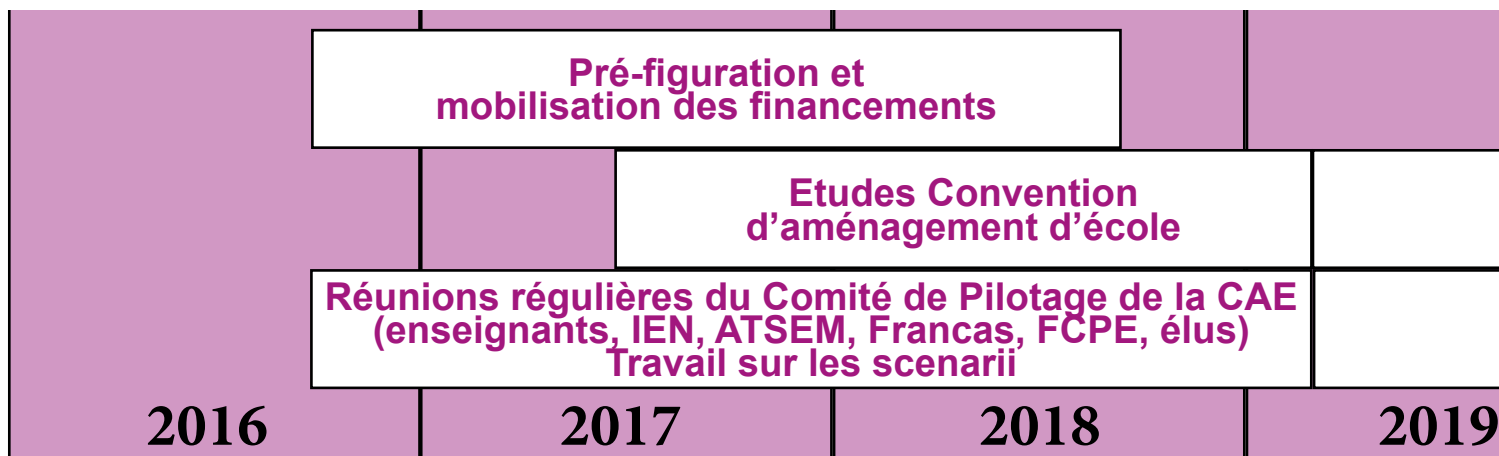 Pré-figuration et
mobilisation des financements
Etudes Convention
d’aménagement d’école
Réunions régulières du Comité de Pilotage de la CAE
(enseignants, IEN, ATSEM, Francas, FCPE, élus)
Travail sur les scenarii
2016 2017 2018 2019